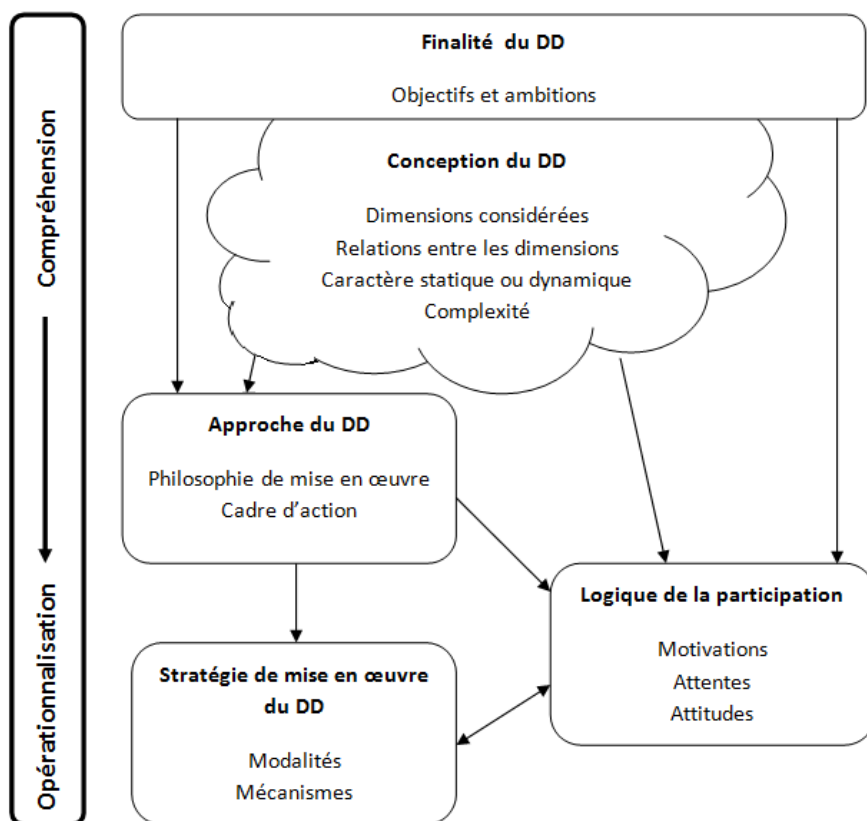 Compréhension
Opérationnalisation
Finalité du DD
Objectifs et ambitions
Conception du DD
Dimensions considérées
Relations entre les dimensions
Caractère statique ou dynamique
Complexité
Approche du DD
Philosophie de mise en œuvre
Cadre d’action
Logique de la participation
Motivations
Attentes
Attitudes
Stratégie de mise en œuvre
du DD
Modalités
Mécanismes